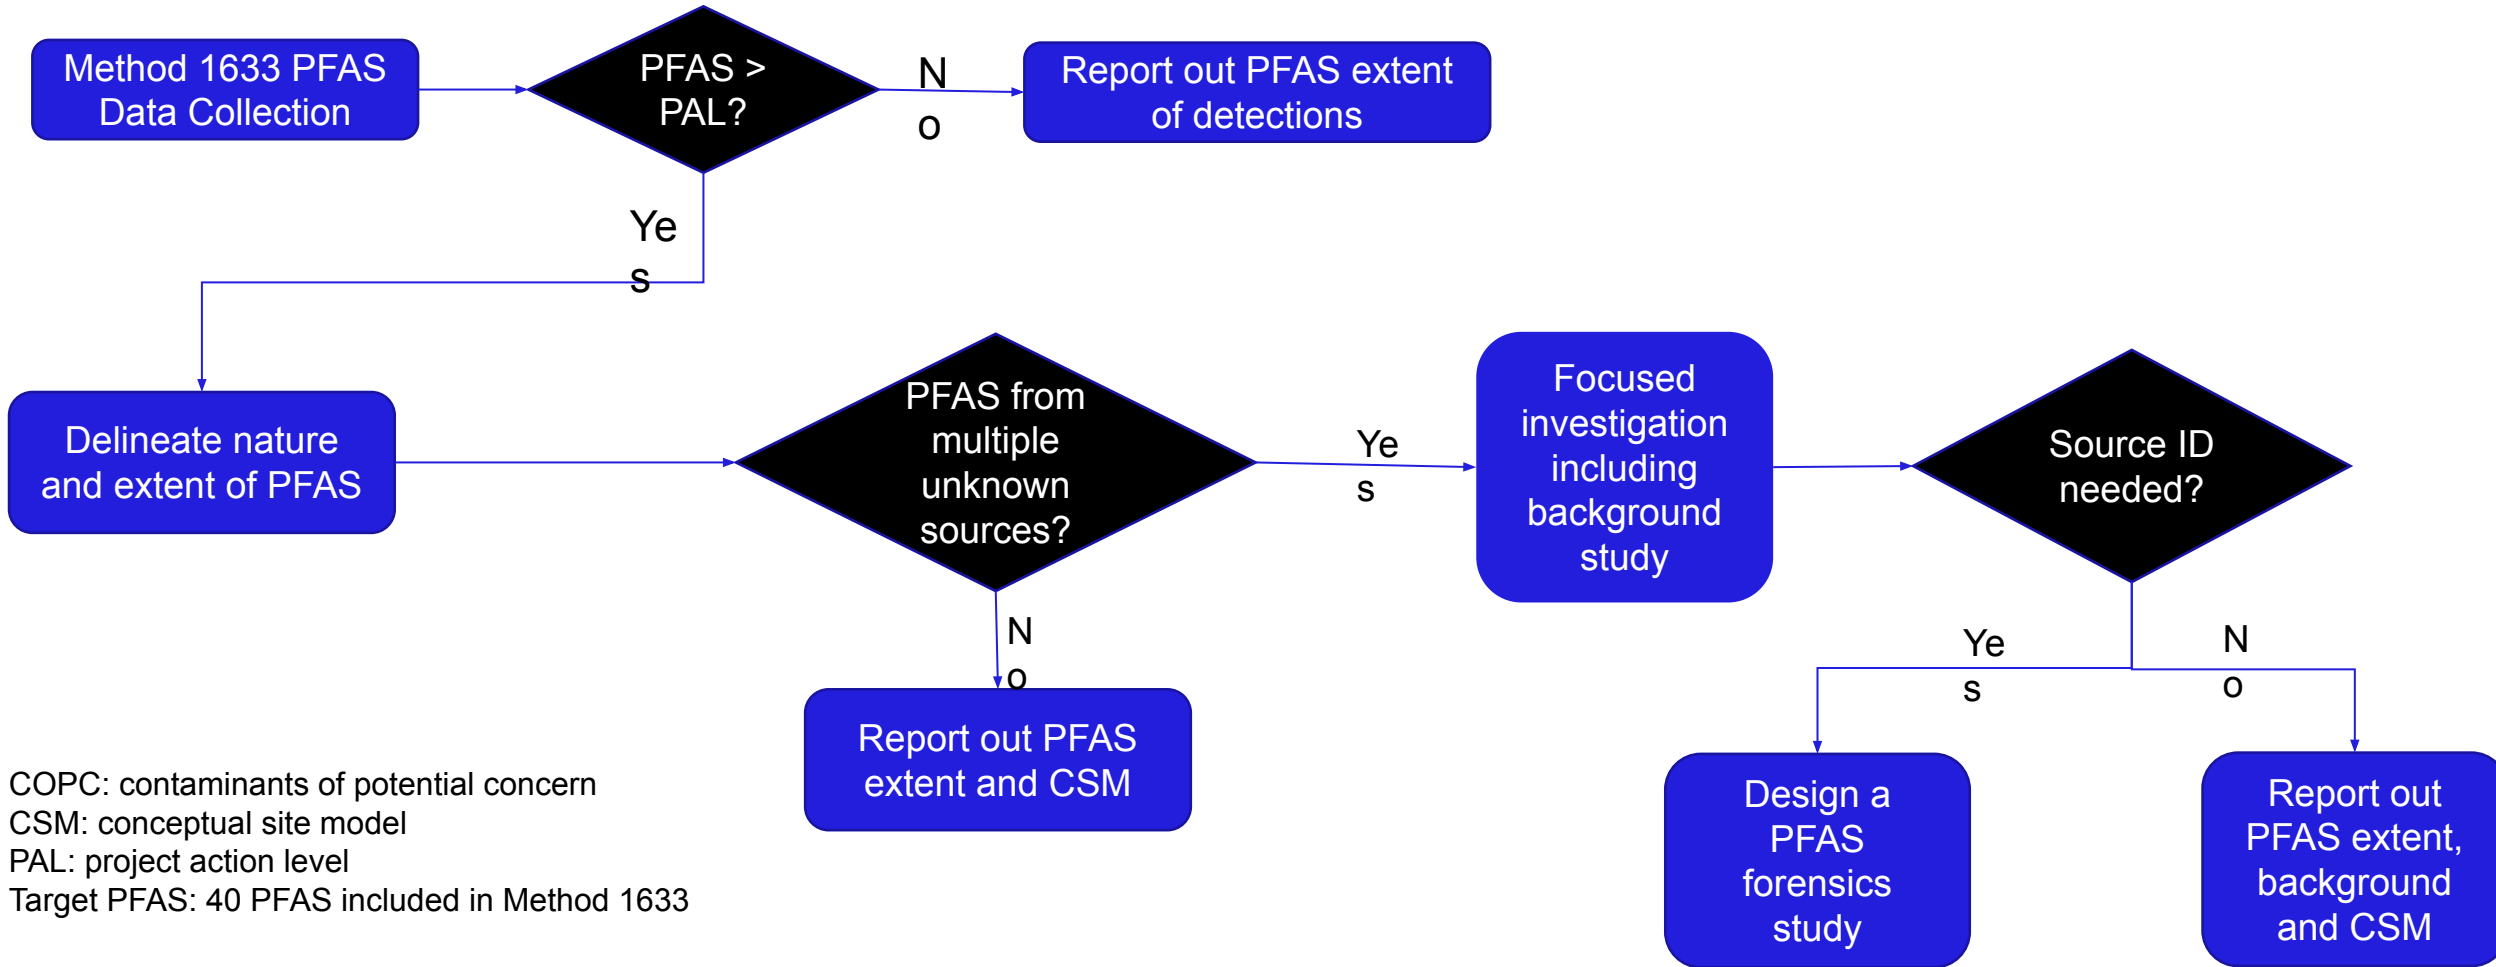 Method 1633 PFAS
Data Collection
PFAS >
PAL?
N
o
Report out PFAS extent
of detections
Ye
s
Delineate nature
and extent of PFAS
PFAS from
multiple
unknown
sources?
Ye
s
Focused
investigation
including
background
study
Source ID
needed?
N
o
Report out PFAS
extent and CSM
Ye
s
N
o
Design a
PFAS
forensics
study
Report out
PFAS extent,
background
and CSM
COPC: contaminants of potential concern
CSM: conceptual site model
PAL: project action level
Target PFAS: 40 PFAS included in Method 1633